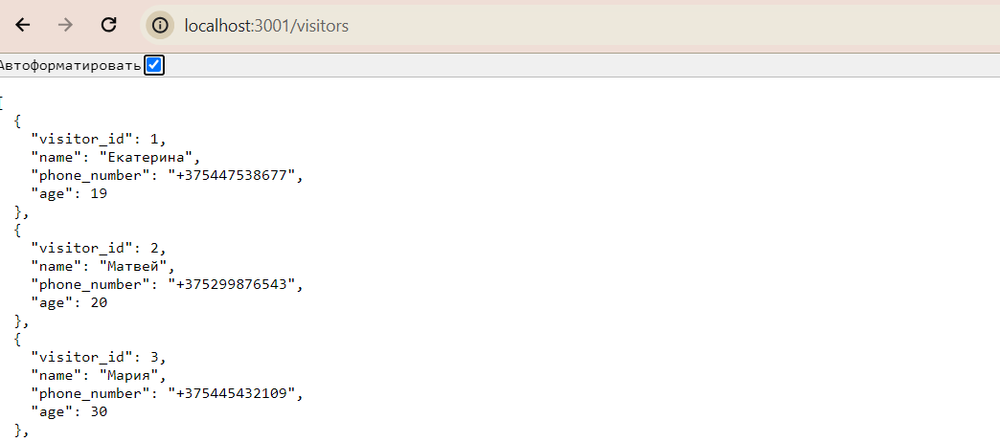 localhost:3001/visitors
Автоформатировать
[
{
"visitor_id": 1,
"name": "Екатерина",
"phone_number": "+375447538677",
"age": 19
},
{
"visitor_id": 2,
"name": "Матвей",
"phone_number": "+375299876543",
"age": 20
},
{
"visitor_id": 3,
"name": "Мария",
"phone_number": "+375445432109",
"age": 30
},